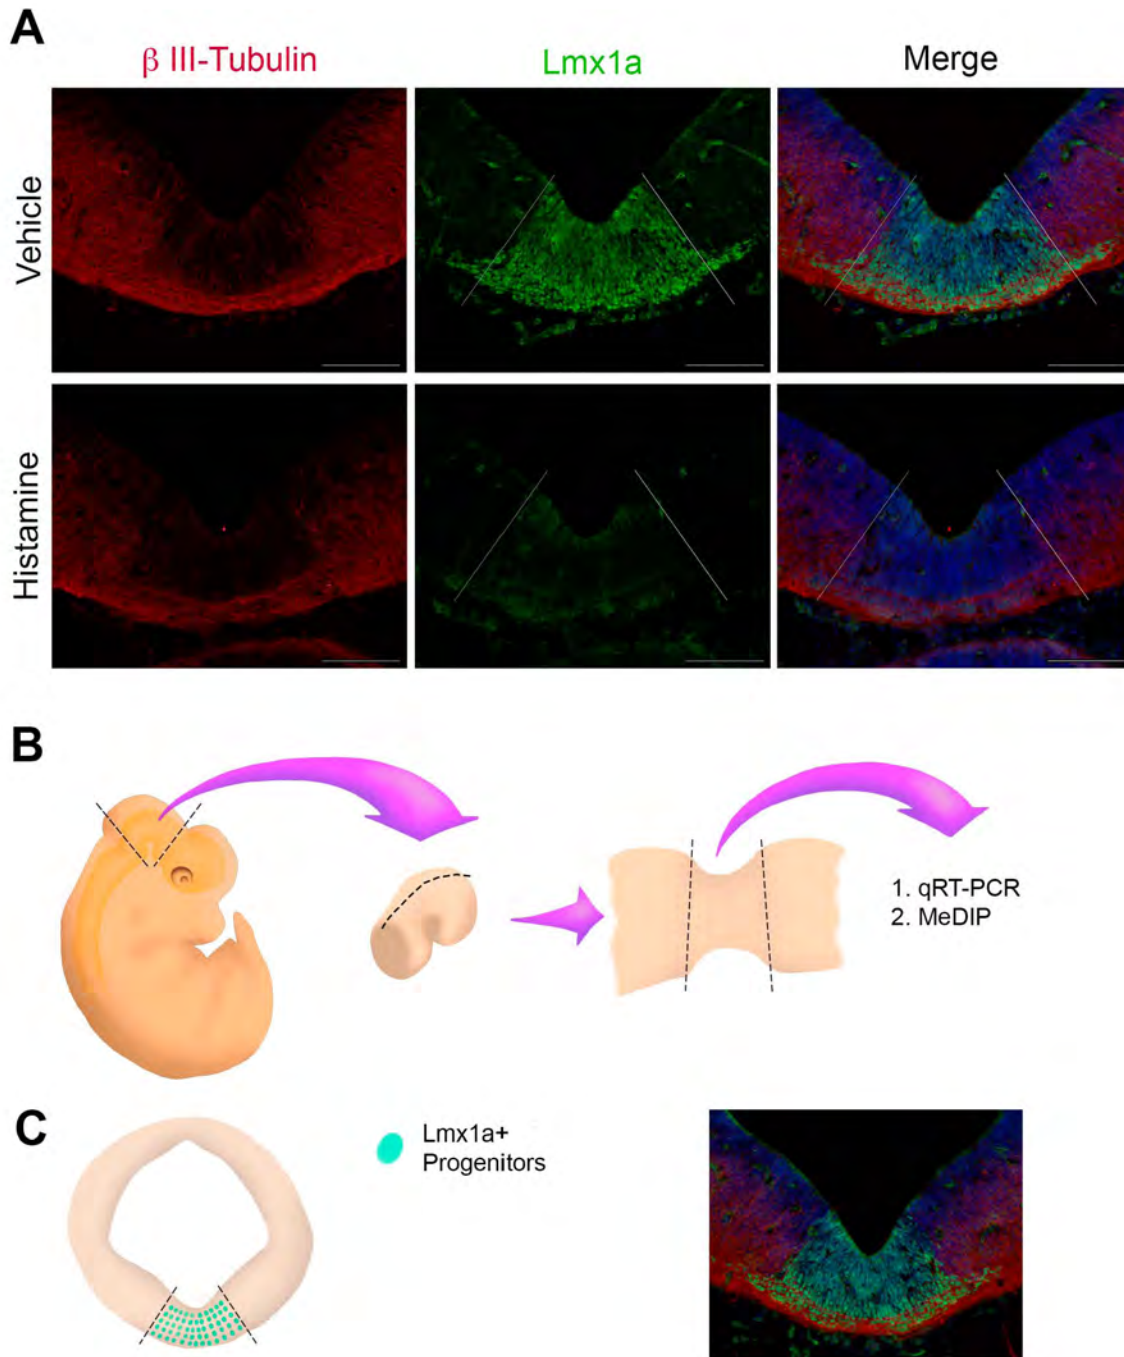 A
β III-Tubulin
Lmx1a
Merge
Vehicle
Histamine
B
1. qRT-PCR
2. MeDIP
C
Lmx1a+
Progenitors